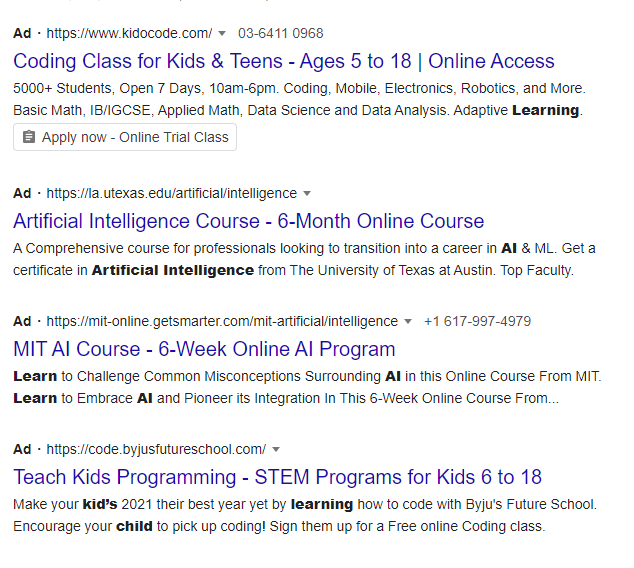 Ad · https://www.kidocode.com/ 03-6411 0968
Coding Class for Kids & Teens - Ages 5 to 18 | Online Access
5000+ Students, Open 7 Days, 10am-6pm. Coding, Mobile, Electronics, Robotics, and More.
Basic Math, IB/IGCSE, Applied Math, Data Science and Data Analysis. Adaptive Learning.
Apply now - Online Trial Class
Ad · https://la.utexas.edu/artificial/intelligence
Artificial Intelligence Course - 6-Month Online Course
A Comprehensive course for professionals looking to transition into a career in AI & ML. Get a
certificate in Artificial Intelligence from The University of Texas at Austin. Top Faculty.
Ad · https://mit-online.getsmarter.com/mit-artificial/intelligence +1 617-997-4979
MIT AI Course - 6-Week Online AI Program
Learn to Challenge Common Misconceptions Surrounding AI in this Online Course From MIT.
Learn to Embrace AI and Pioneer its Integration In This 6-Week Online Course From...
Ad · https://code.byjusfutureschool.com/
Teach Kids Programming - STEM Programs for Kids 6 to 18
Make your kid’s 2021 their best year yet by learning how to code with Byju's Future School.
Encourage your child to pick up coding! Sign them up for a Free online Coding class.